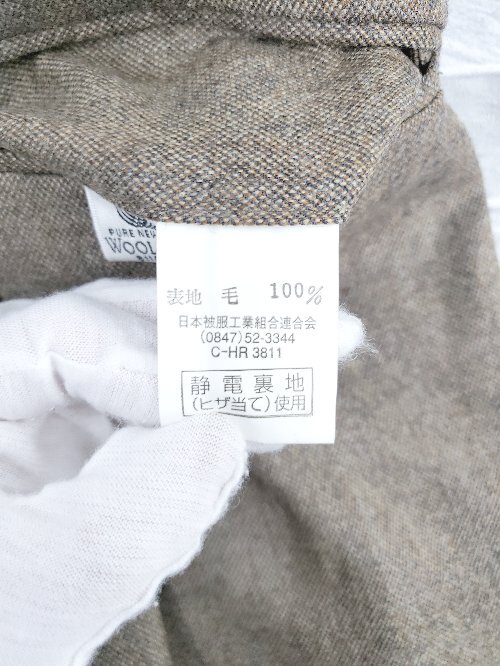 PURE NEW
WOOL
表地 毛 100%
日本被服工業組合連合会
(0847)52-3344
C-HR 3811
静電裏地
(ヒザ当て)使用